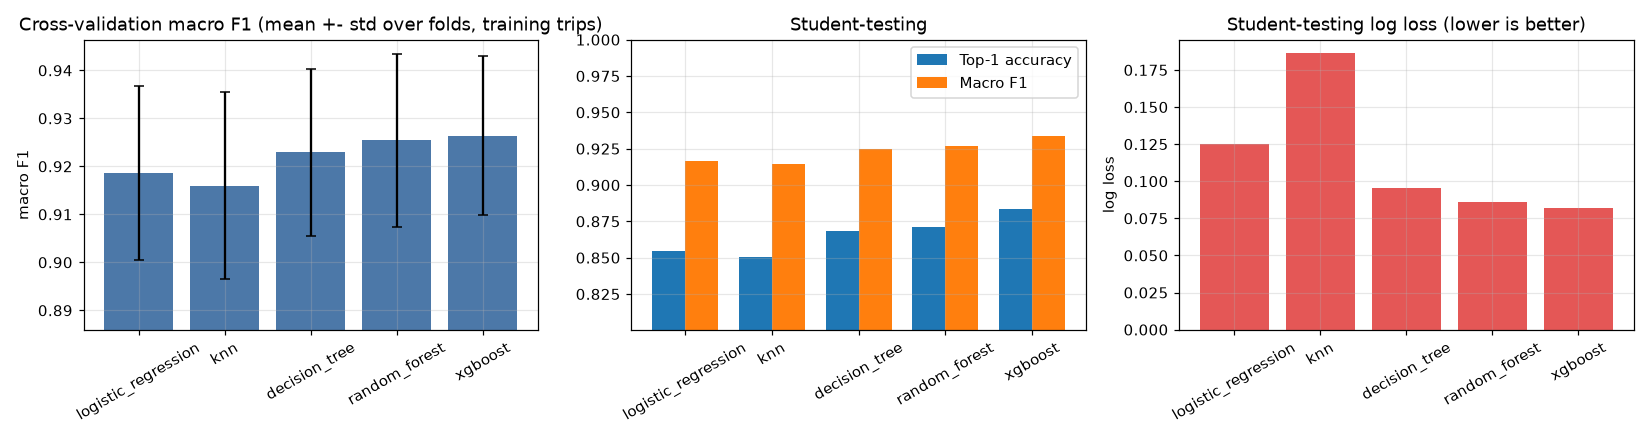 Cross-validation macro F1 (mean +- std over folds, training trips)
macro F1
0.94
0.93
0.92
0.91
0.90
0.89
logistic_regression
knn
decision_tree
random_forest
xgboost
Student-testing
Top-1 accuracy
Macro F1
1.000
0.975
0.950
0.925
0.900
0.875
0.850
0.825
logistic_regression
knn
decision_tree
random_forest
xgboost
Student-testing log loss (lower is better)
log loss
0.175
0.150
0.125
0.100
0.075
0.050
0.025
0.000
logistic_regression
knn
decision_tree
random_forest
xgboost